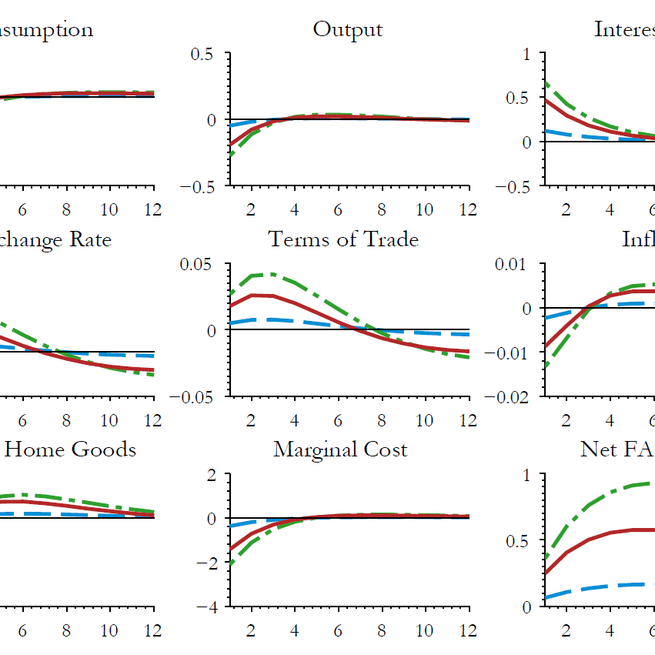 nsumption Output Interes
0.5 1
0 0.5
0
−0.5 −0.5
6 8 10 12 2 4 6 8 10 12 2 4 6
change Rate Terms of Trade Infl
0.05 0.01
0 0
−0.01
−0.05 −0.02
6 8 10 12 2 4 6 8 10 12 2 4 6
Home Goods Marginal Cost Net FA
2 1
0
0.5
−2
−4 0
6 8 10 12 2 4 6 8 10 12 2 4 6